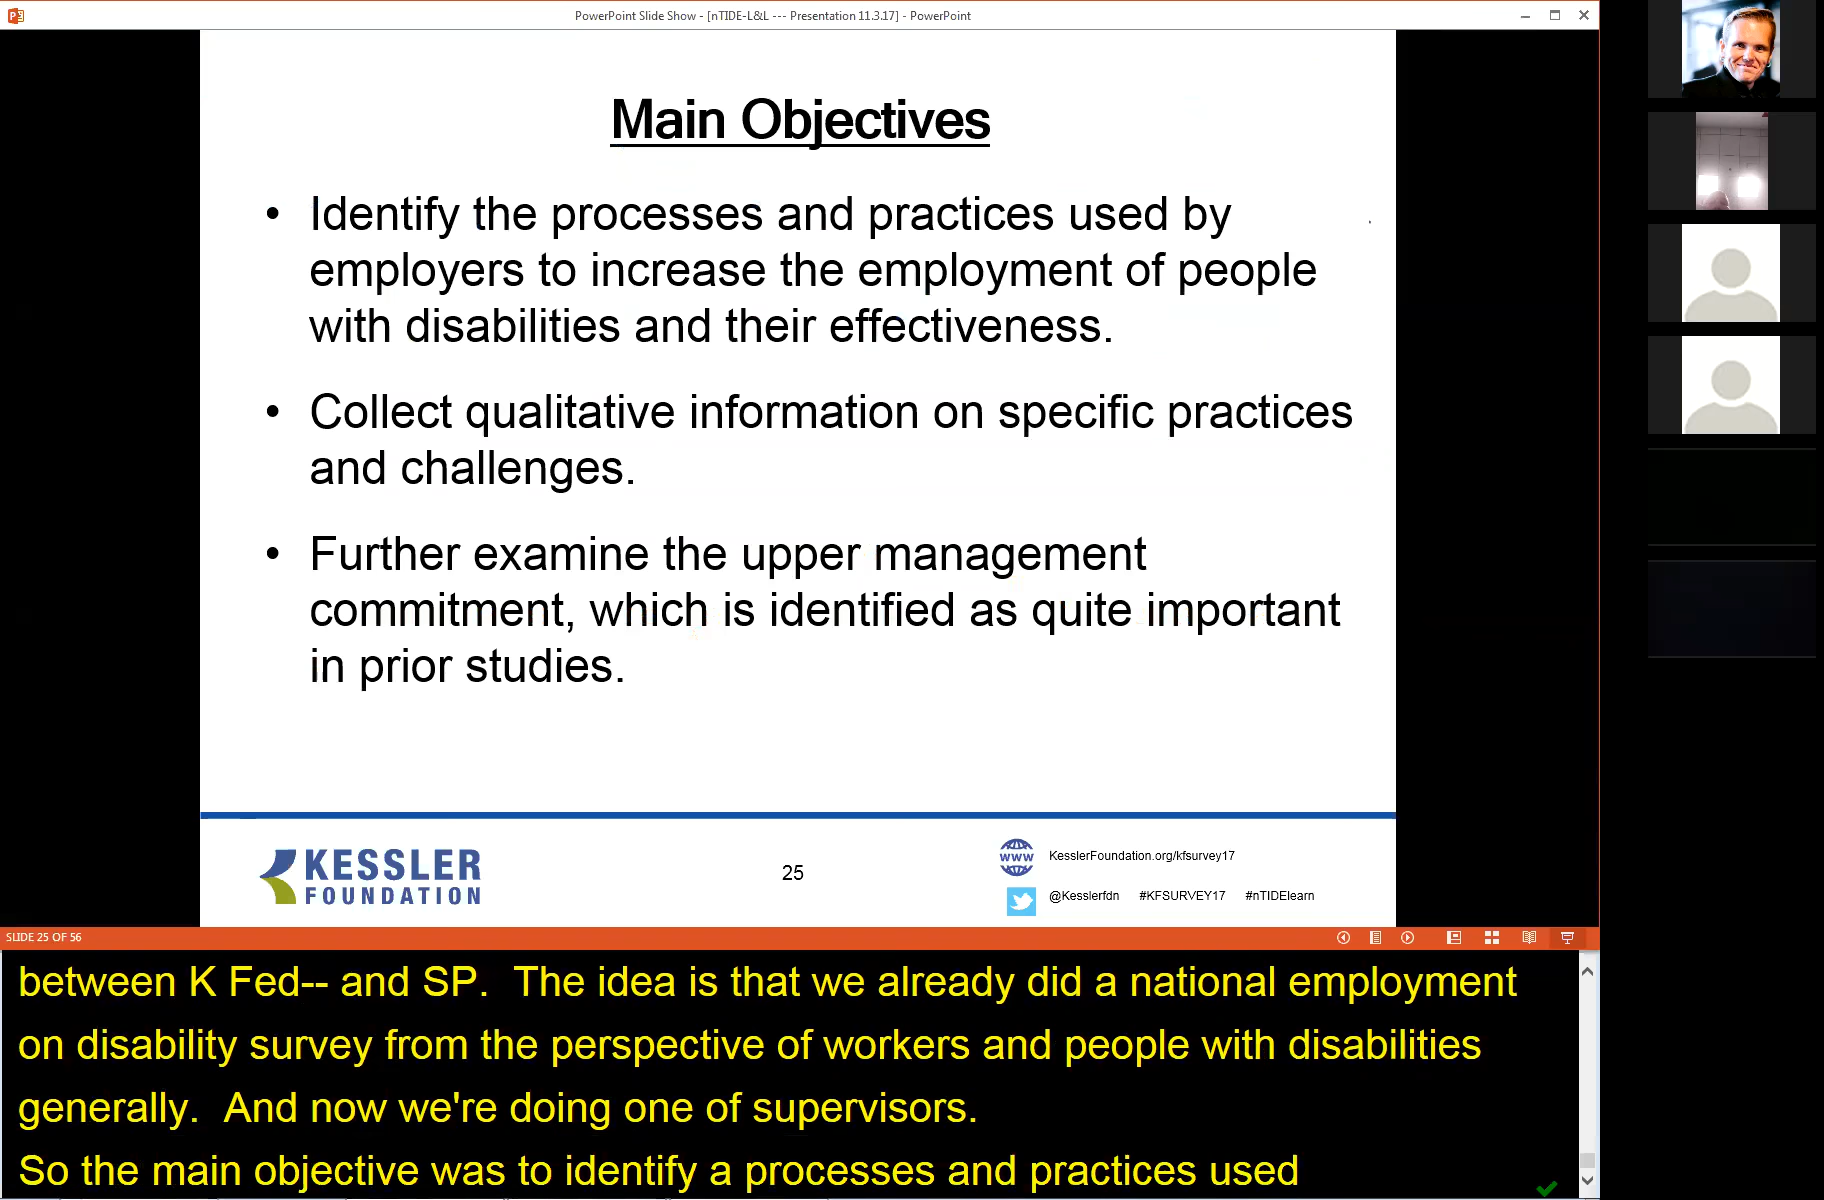 PowerPoint Slide Show - [nTIDE-L&L --- Presentation 11.3.17] - PowerPoint
Main Objectives
• Identify the processes and practices used by
employers to increase the employment of people
with disabilities and their effectiveness.
• Collect qualitative information on specific practices
and challenges.
• Further examine the upper management
commitment, which is identified as quite important
in prior studies.
KESSLER
FOUNDATION
25
www
KesslerFoundation.org/kfsurvey17
@Kesslerfdn #KFSURVEY17 #nTIDElearn
SLIDE 25 OF 56
between K Fed-- and SP.  The idea is that we already did a national employment
on disability survey from the perspective of workers and people with disabilities
generally.  And now we're doing one of supervisors.
So the main objective was to identify a processes and practices used